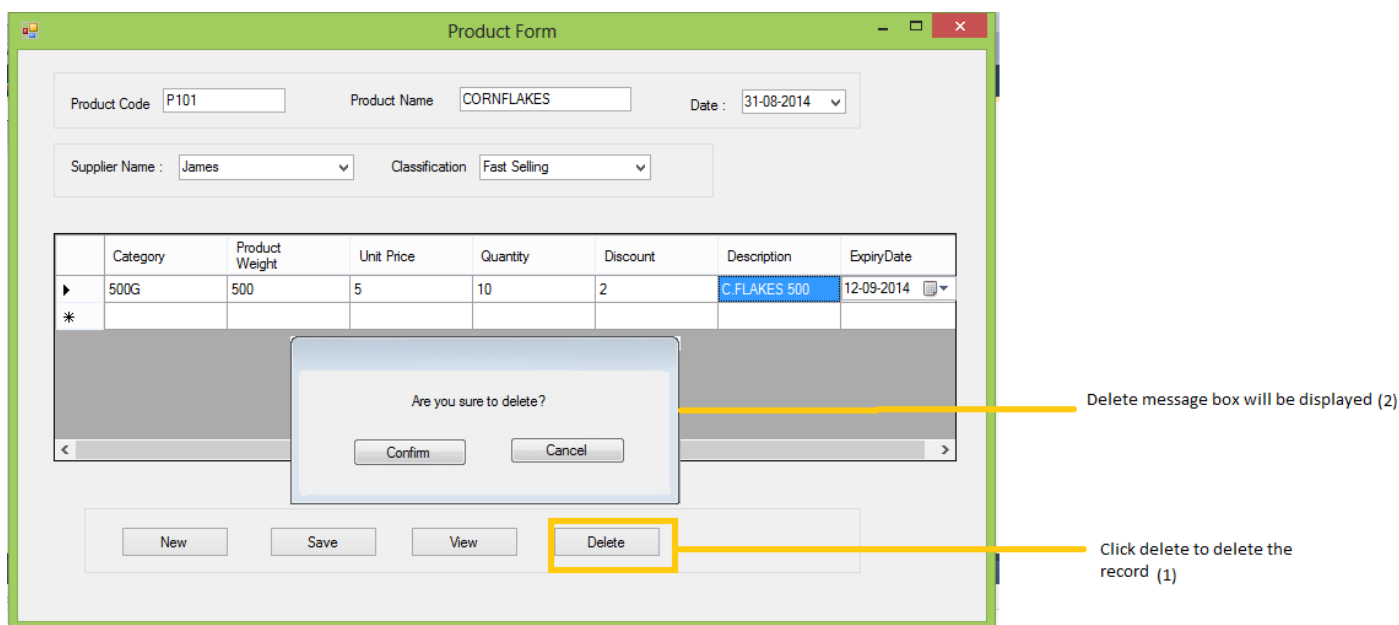 Product Form
Product Code P101 Product Name CORNFLAKES Date : 31-08-2014
Supplier Name : James Classification Fast Selling
Category Product Weight Unit Price Quantity Discount Description ExpiryDate
500G 500 5 10 2 C.FLAKES 500 12-09-2014
Are you sure to delete?
Confirm Cancel
Delete message box will be displayed (2)
New Save View Delete
Click delete to delete the
record (1)